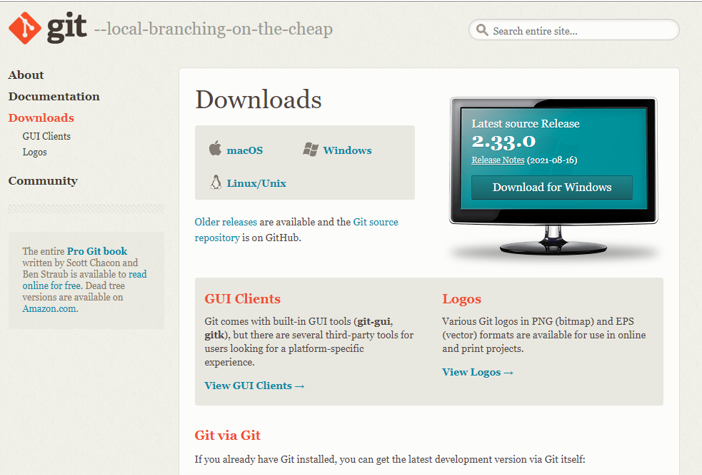 git --local-branching-on-the-cheap
Search entire site...
About
Documentation
Downloads
GUI Clients
Logos
Community
The entire Pro Git book
written by Scott Chacon and
Ben Straub is available to read
online for free. Dead tree
versions are available on
Amazon.com.
Downloads
macOS
Windows
Linux/Unix
Older releases are available and the Git source
repository is on GitHub.
Latest source Release
2.33.0
Release Notes (2021-08-16)
Download for Windows
GUI Clients
Git comes with built-in GUI tools (git-gui,
gitk), but there are several third-party tools for
users looking for a platform-specific
experience.
View GUI Clients →
Logos
Various Git logos in PNG (bitmap) and EPS
(vector) formats are available for use in online
and print projects.
View Logos →
Git via Git
If you already have Git installed, you can get the latest development version via Git itself: